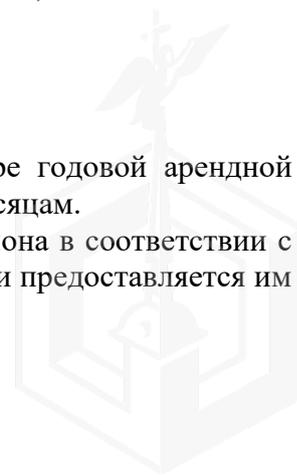 ре годовой арендной
сяцам.
она в соответствии с
и предоставляется им